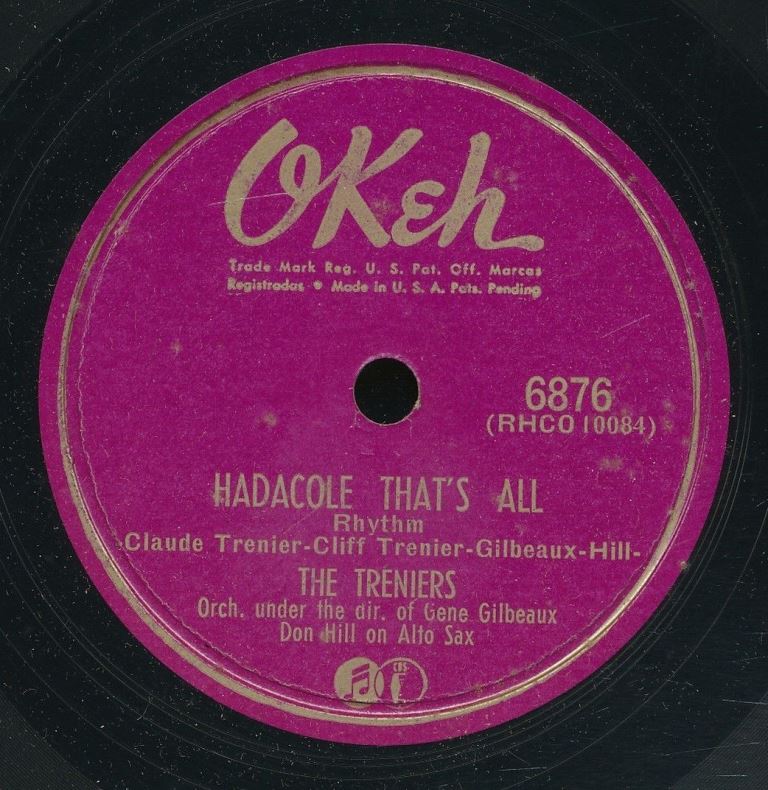 OKeh
Trade Mark Reg. U. S. Pat. Off. Marcas
Registradas • Made in U. S. A. Pats. Pending
6876
(RHCO 10084)
HADACOLE THAT'S ALL
Rhythm
-Claude Trenier-Cliff Trenier-Gilbeaux-Hill-
THE TRENIERS
Orch. under the dir. of Gene Gilbeaux
Don Hill on Alto Sax
CBS